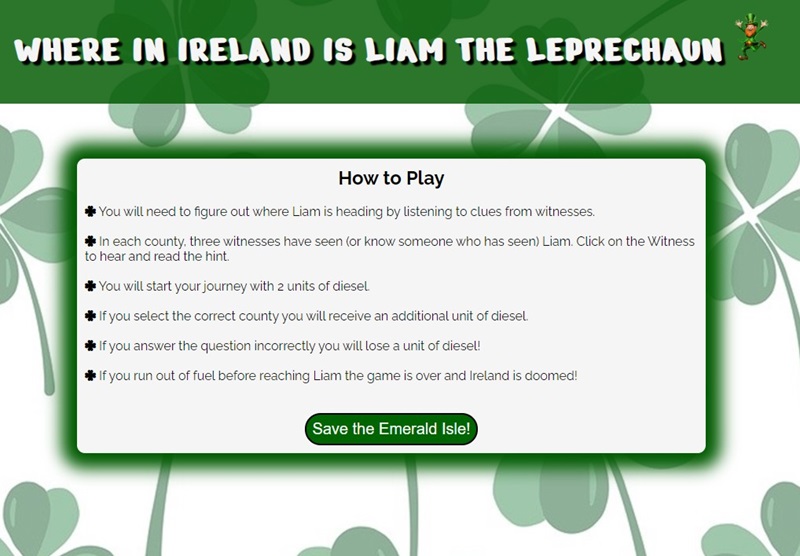 WHERE IN IRELAND IS LIAM THE LEPRECHAUN
How to Play
You will need to figure out where Liam is heading by listening to clues from witnesses.
In each county, three witnesses have seen (or know someone who has seen) Liam. Click on the Witness
to hear and read the hint.
You will start your journey with 2 units of diesel.
If you select the correct county you will receive an additional unit of diesel.
If you answer the question incorrectly you will lose a unit of diesel!
If you run out of fuel before reaching Liam the game is over and Ireland is doomed!
Save the Emerald Isle!